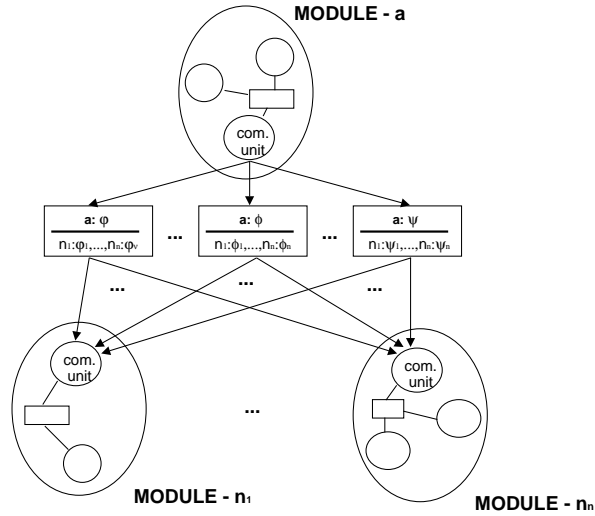 MODULE - a
com.
unit
a: φ ... a: ϕ ... a: ψ
n₁:φ₁,...,nₙ:φᵥ n₁:ϕ₁,...,nₙ:ϕₙ n₁:ψ₁,...,nₙ:ψₙ
... ... ...
com.
unit
com.
unit
...
MODULE - n₁
MODULE - nₙ